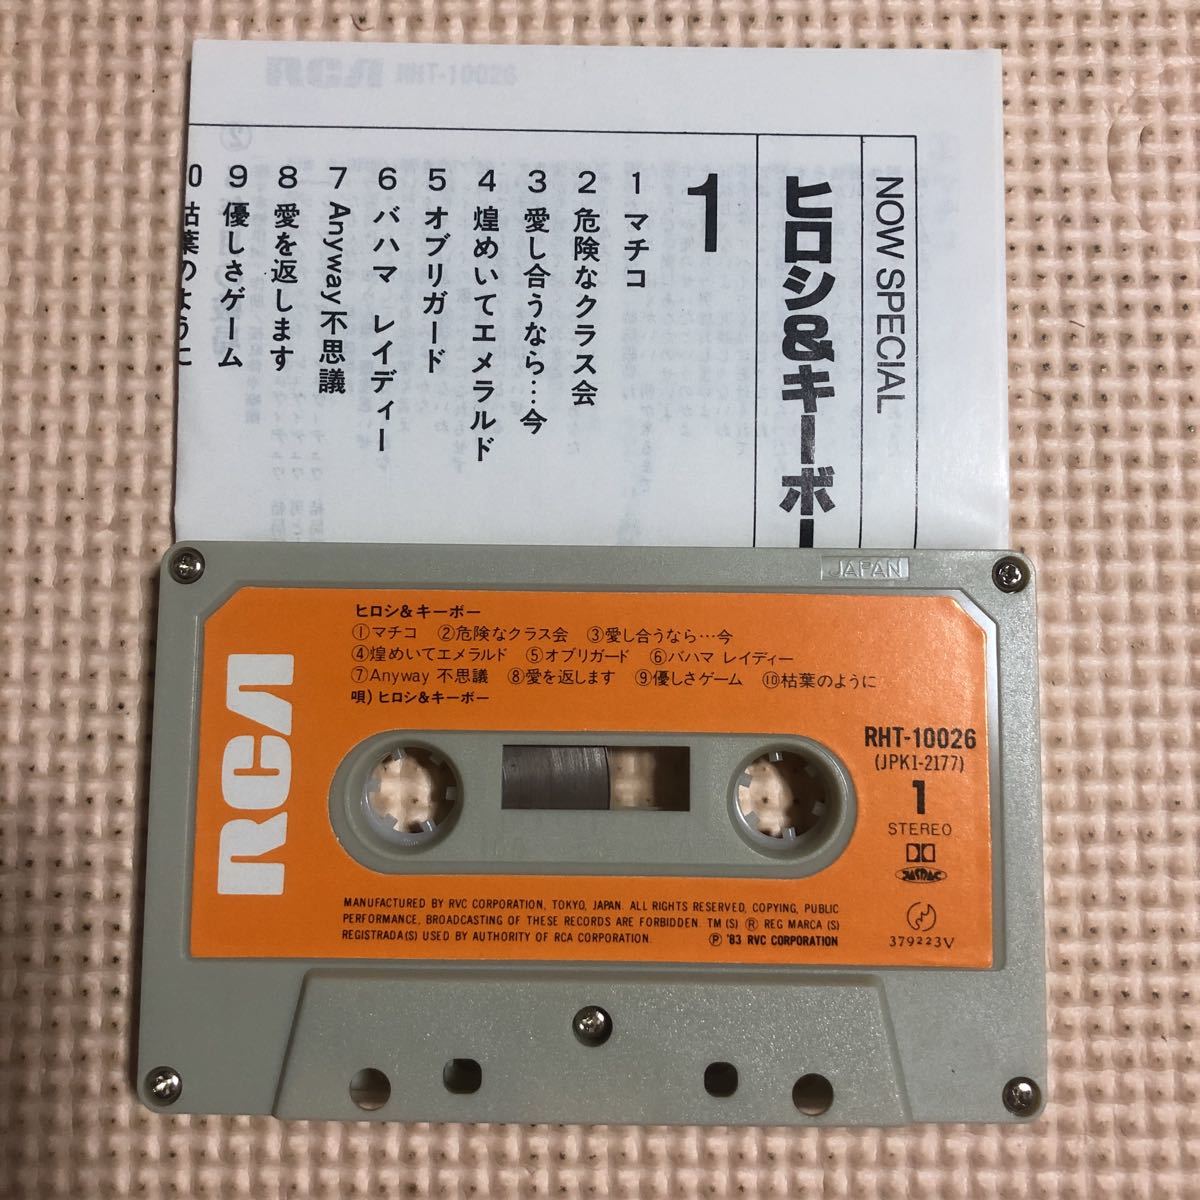 RCA RHT-10026
NOW SPECIAL
ヒロシ&キーボー
1
1 マチコ
2 危険なクラス会
3 愛し合うなら…今
4 煌めいてエメラルド
5 オブリガード
6 バハマ レイディー
7 Anyway 不思議
8 愛を返します
9 優しさゲーム
10 枯葉のように
JAPAN
ヒロシ&キーボー
①マチコ ②危険なクラス会 ③愛し合うなら…今
④煌めいてエメラルド ⑤オブリガード ⑥バハマ レイディー
⑦Anyway 不思議 ⑧愛を返します ⑨優しさゲーム ⑩枯葉のように
唄) ヒロシ&キーボー
RCA
RHT-10026
(JPK1-2177)
1
STEREO
JASRAC
MANUFACTURED BY RVC CORPORATION, TOKYO, JAPAN. ALL RIGHTS RESERVED, COPYING, PUBLIC
PERFORMANCE, BROADCASTING OF THESE RECORDS ARE FORBIDDEN. TM (S) Ⓡ REG MARCA (S)
REGISTRADA(S) USED BY AUTHORITY OF RCA CORPORATION.
Ⓟ '83 RVC CORPORATION
379223V